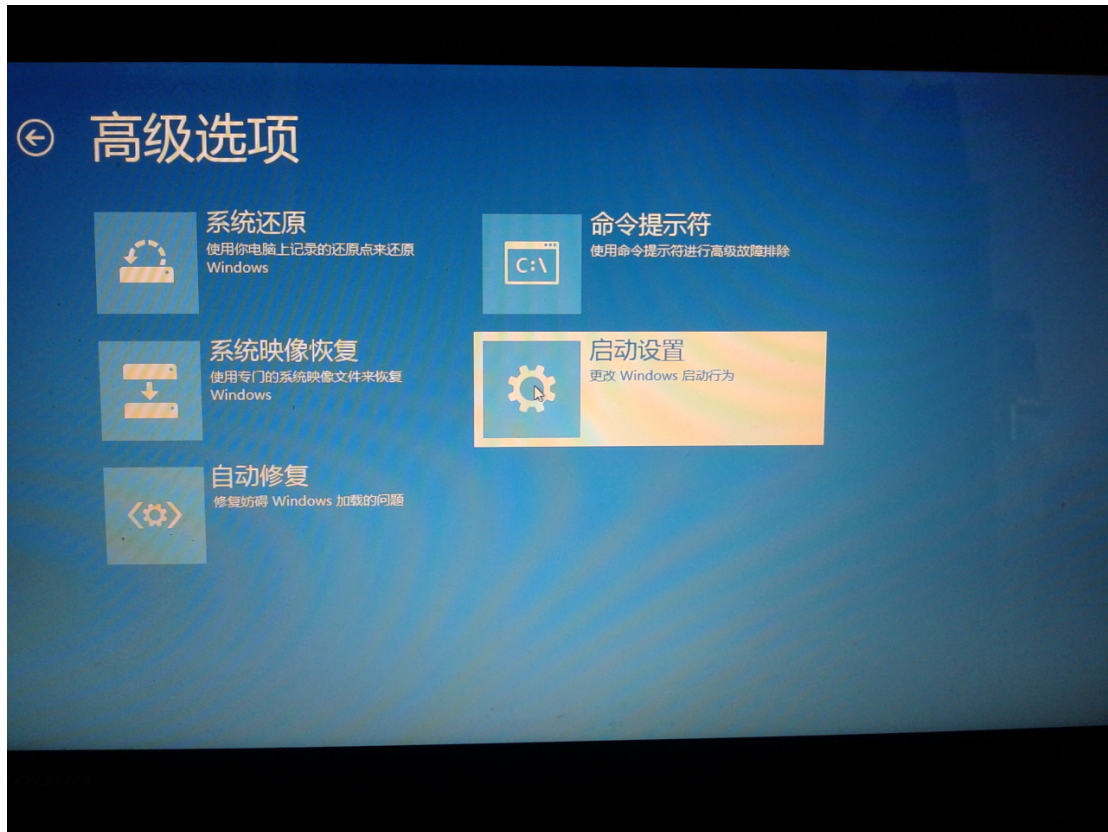 高级选项
系统还原
使用你电脑上记录的还原点来还原
Windows
命令提示符
使用命令提示符进行高级故障排除
C:\
系统映像恢复
使用专门的系统映像文件来恢复
Windows
启动设置
更改 Windows 启动行为
自动修复
修复妨碍 Windows 加载的问题